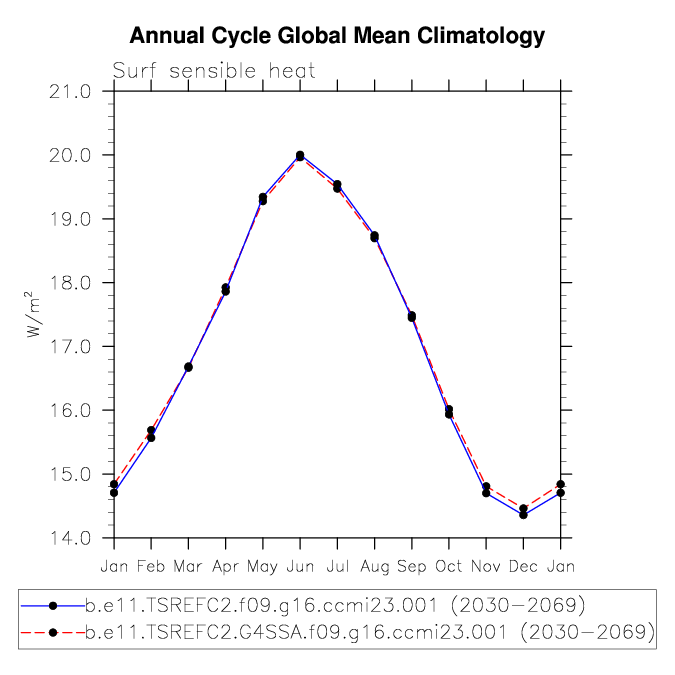 Annual Cycle Global Mean Climatology
Surf sensible heat
21.0
20.0
19.0
18.0
17.0
16.0
15.0
14.0
W/m²
Jan Feb Mar Apr May Jun Jul Aug Sep Oct Nov Dec Jan
b.e11.TSREFC2.f09.g16.ccmi23.001 (2030-2069)
b.e11.TSREFC2.G4SSA.f09.g16.ccmi23.001 (2030-2069)